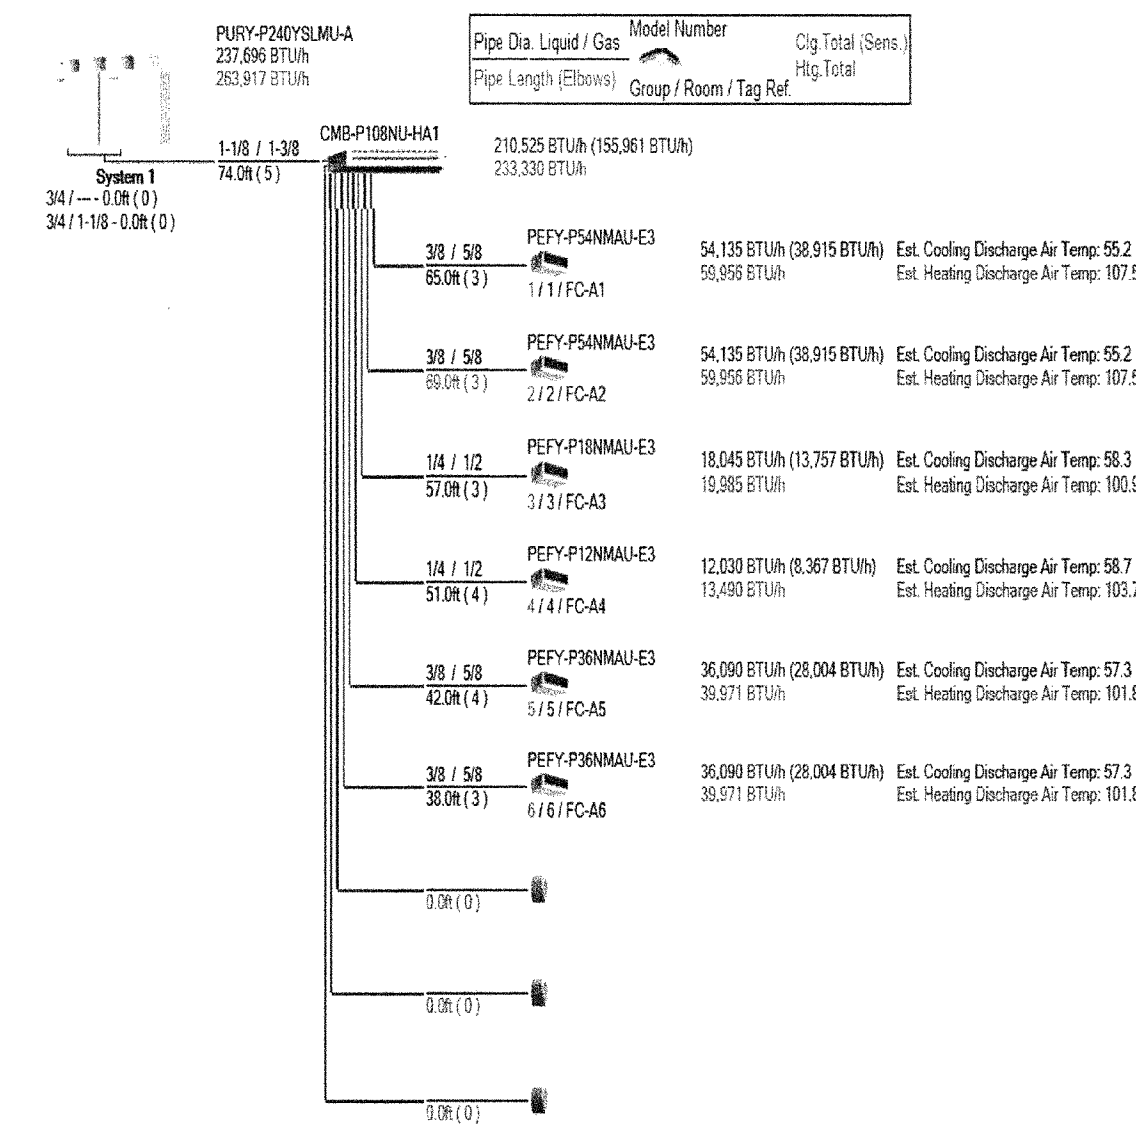 PURY-P240YSLMU-A
237,696 BTU/h
263,917 BTU/h
Pipe Dia. Liquid / Gas
Pipe Length (Elbows)
Model Number
Group / Room / Tag Ref.
Clg.Total (Sens.)
Htg.Total
1-1/8 / 1-3/8
74.0ft ( 5 )
CMB-P108NU-HA1
210,525 BTU/h (155,961 BTU/h)
233,330 BTU/h
System 1
3/4 / --- - 0.0ft ( 0 )
3/4 / 1-1/8 - 0.0ft ( 0 )
3/8 / 5/8
65.0ft ( 3 )
PEFY-P54NMAU-E3
1 / 1 / FC-A1
54,135 BTU/h (38,915 BTU/h) Est. Cooling Discharge Air Temp: 55.2
59,956 BTU/h Est. Heating Discharge Air Temp: 107.5
3/8 / 5/8
69.0ft ( 3 )
PEFY-P54NMAU-E3
2 / 2 / FC-A2
54,135 BTU/h (38,915 BTU/h) Est. Cooling Discharge Air Temp: 55.2
59,956 BTU/h Est. Heating Discharge Air Temp: 107.5
1/4 / 1/2
57.0ft ( 3 )
PEFY-P18NMAU-E3
3 / 3 / FC-A3
18,045 BTU/h (13,757 BTU/h) Est. Cooling Discharge Air Temp: 58.3
19,985 BTU/h Est. Heating Discharge Air Temp: 100.9
1/4 / 1/2
51.0ft ( 4 )
PEFY-P12NMAU-E3
4 / 4 / FC-A4
12,030 BTU/h (8,367 BTU/h) Est. Cooling Discharge Air Temp: 58.7
13,490 BTU/h Est. Heating Discharge Air Temp: 103.7
3/8 / 5/8
42.0ft ( 4 )
PEFY-P36NMAU-E3
5 / 5 / FC-A5
36,090 BTU/h (28,004 BTU/h) Est. Cooling Discharge Air Temp: 57.3
39,971 BTU/h Est. Heating Discharge Air Temp: 101.8
3/8 / 5/8
38.0ft ( 3 )
PEFY-P36NMAU-E3
6 / 6 / FC-A6
36,090 BTU/h (28,004 BTU/h) Est. Cooling Discharge Air Temp: 57.3
39,971 BTU/h Est. Heating Discharge Air Temp: 101.8
0.0ft ( 0 )
0.0ft ( 0 )
0.0ft ( 0 )